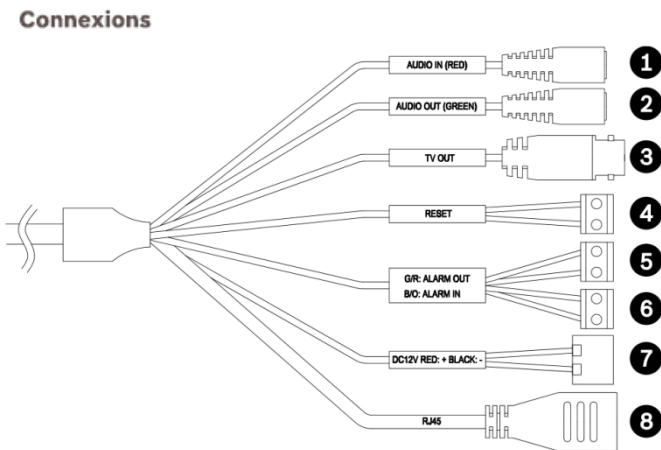 Connexions
AUDIO IN (RED)
1
AUDIO OUT (GREEN)
2
TV OUT
3
RESET
4
G/R: ALARM OUT
B/O: ALARM IN
5
6
DC12V RED: + BLACK: -
7
RJ45
8